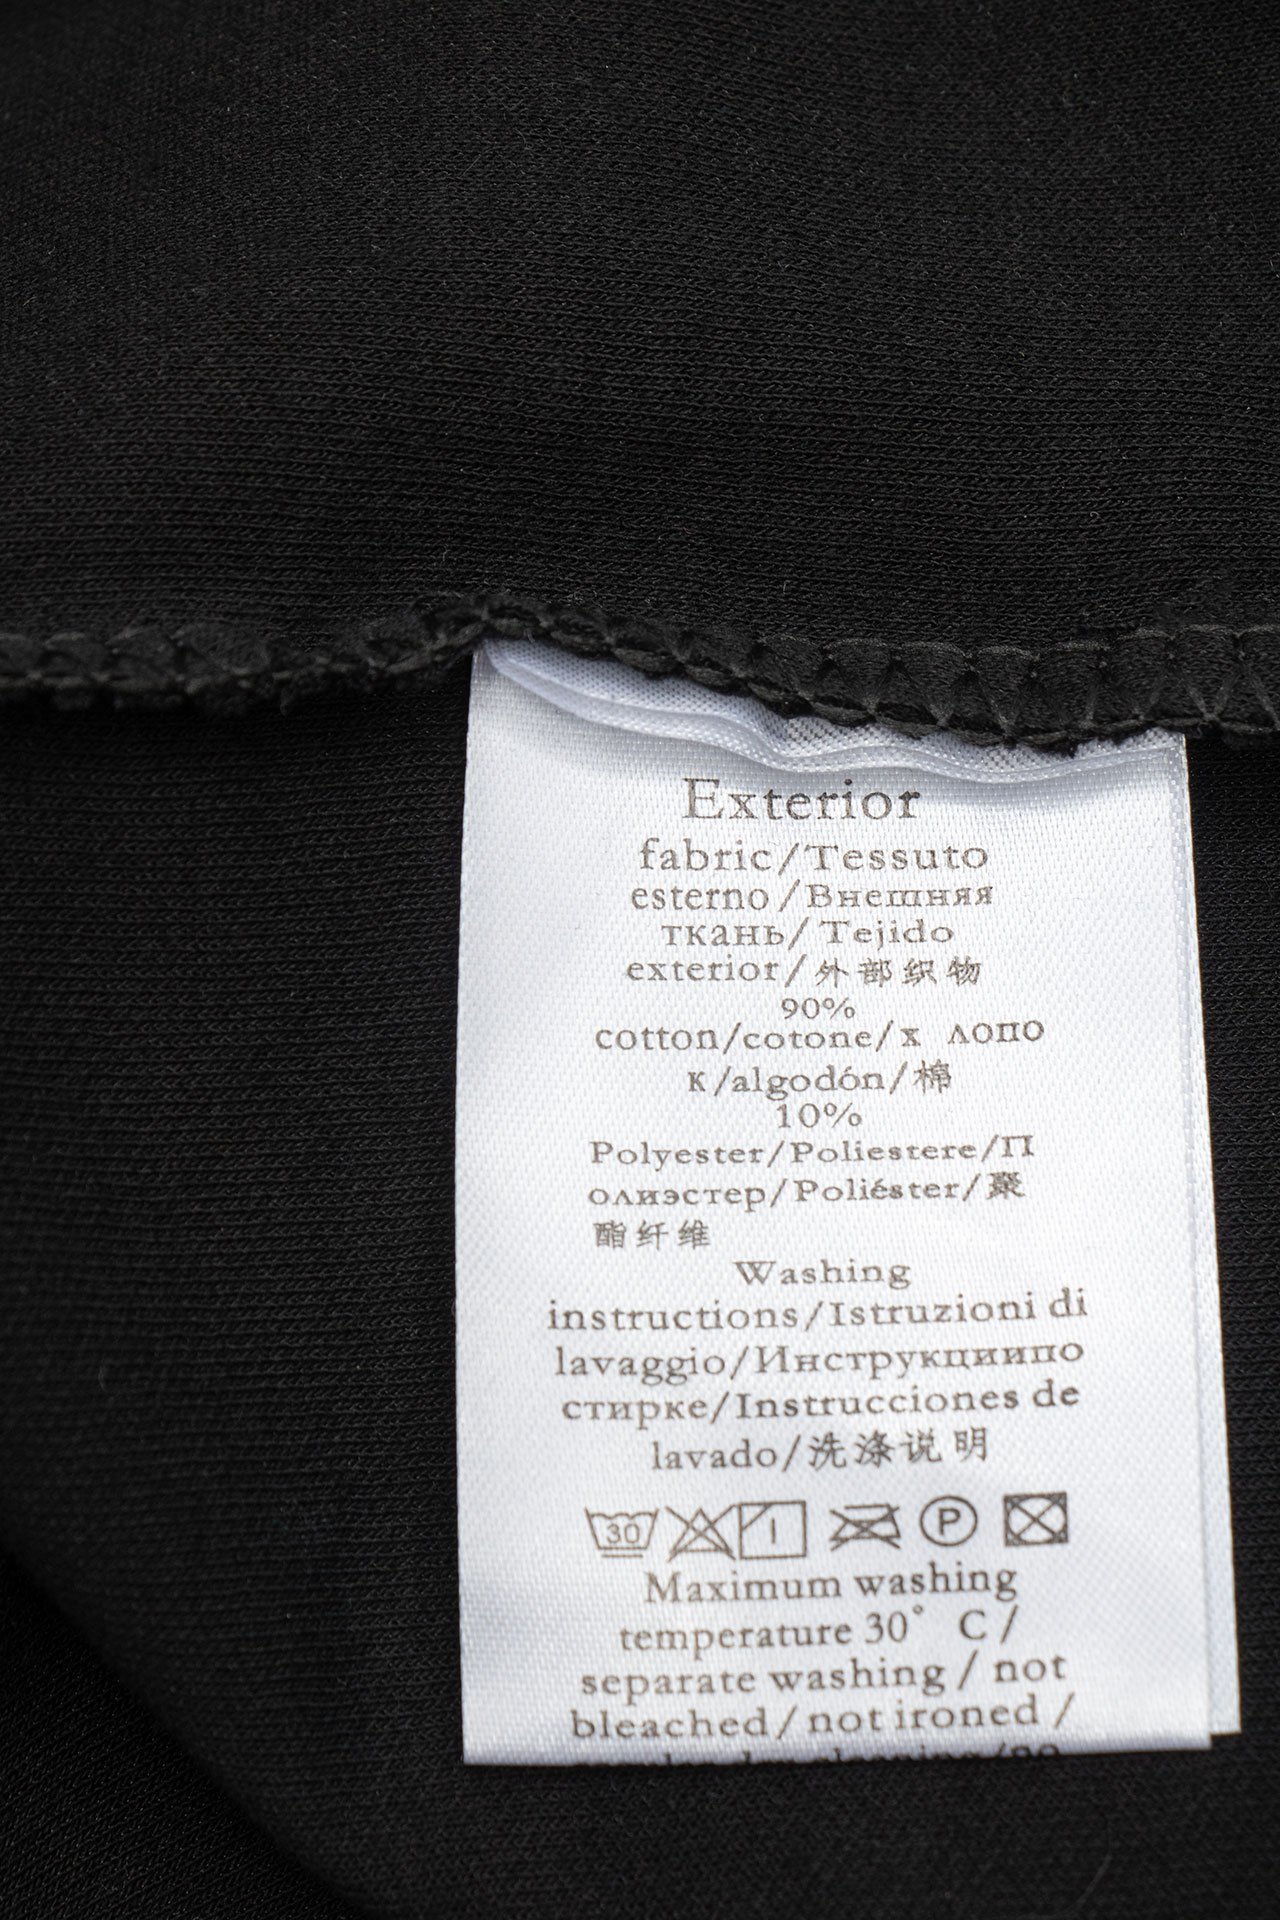 Exterior
fabric/Tessuto
esterno/Внешняя
ткань/Tejido
exterior/外部织物
90%
cotton/cotone/х лопо
к/algodón/棉
10%
Polyester/Poliestere/П
олиэстер/Poliéster/聚
酯纤维
Washing
instructions/Istruzioni di
lavaggio/Инструкциипо
стирке/Instrucciones de
lavado/洗涤说明
30 P
Maximum washing
temperature 30° C/
separate washing/not
bleached/not ironed/